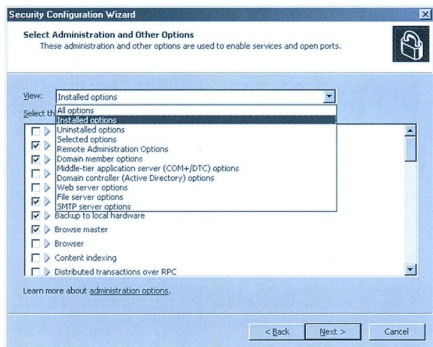 Security Configuration Wizard
Select Administration and Other Options
These administration and other options are used to enable services and open ports.
View:
Installed options
Select th
All options
Installed options
Uninstalled options
Selected options
Remote Administration Options
Domain member options
Middle-tier application server (COM+/DTC) options
Domain controller (Active Directory) options
Web server options
File server options
SMTP server options
Backup to local hardware
Browse master
Browser
Content indexing
Distributed transactions over RPC
Learn more about administration options.
< Back
Next >
Cancel